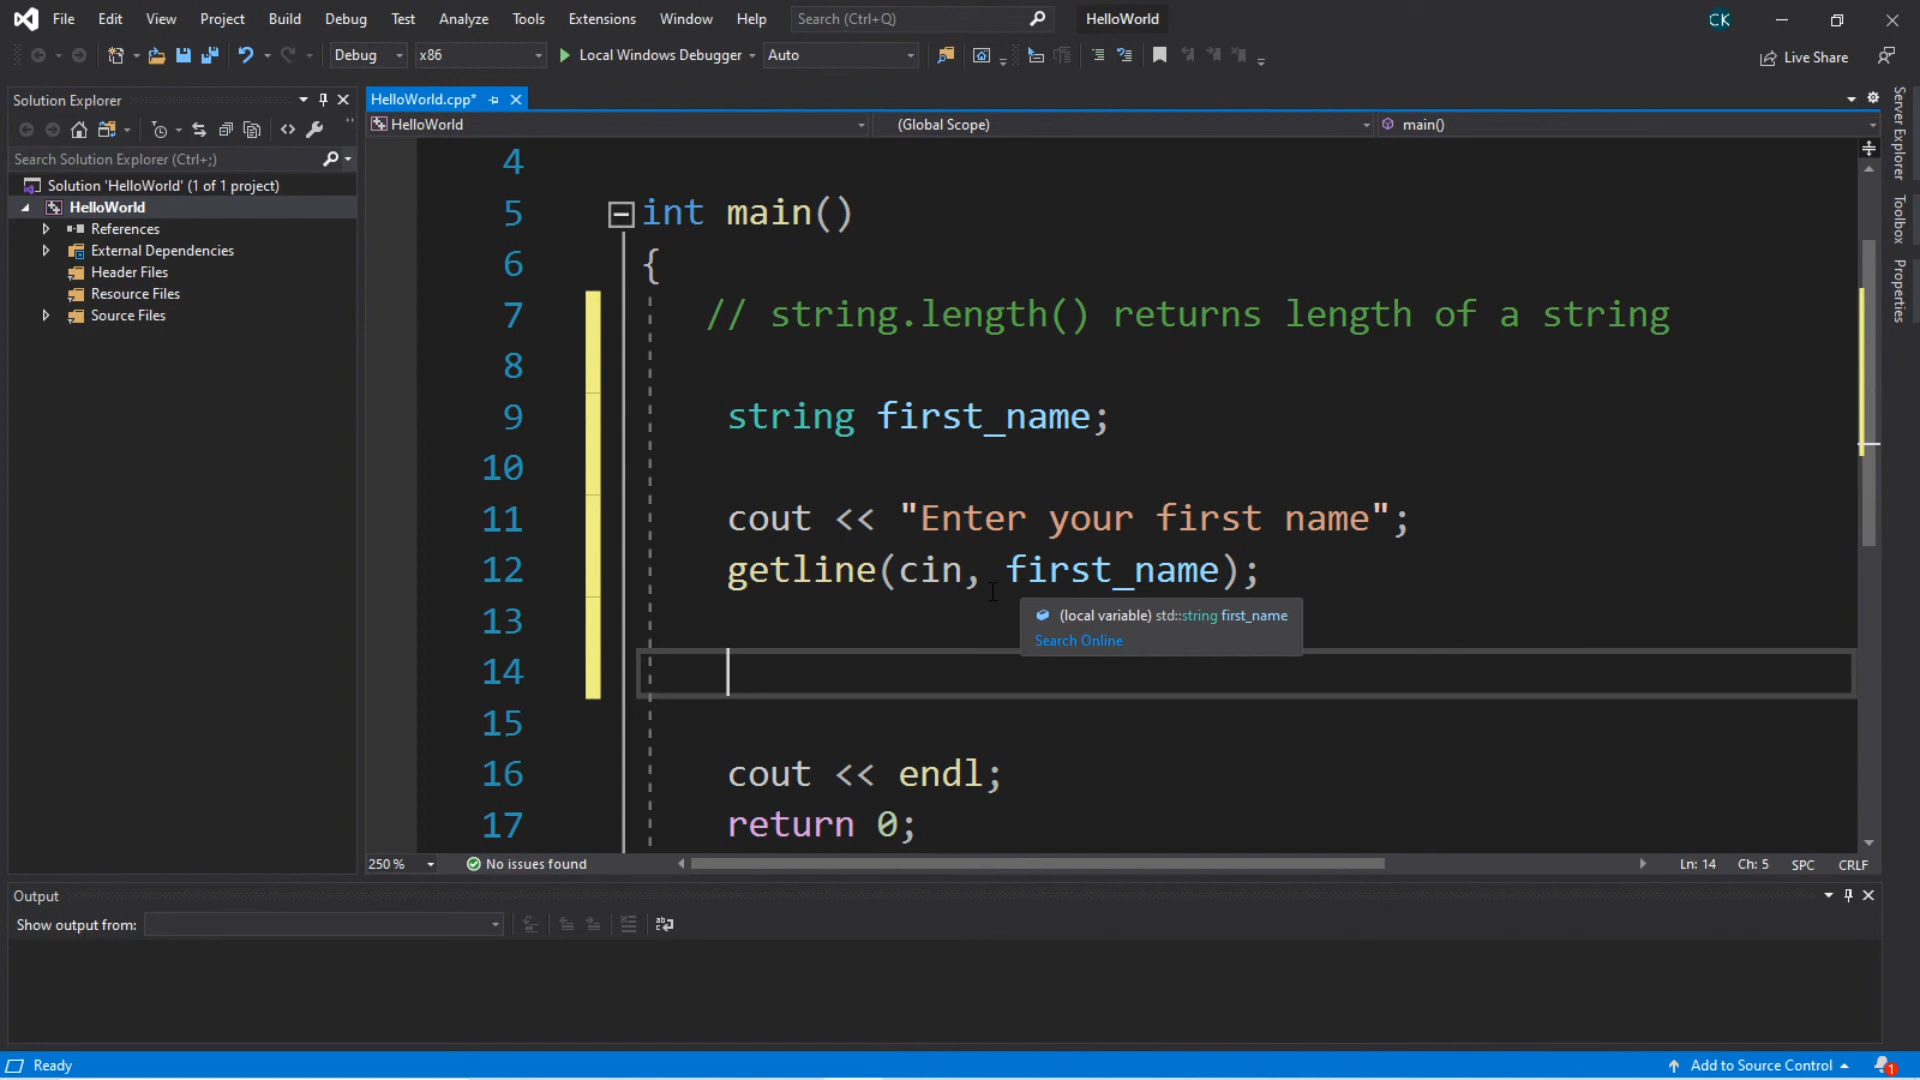 File Edit View Project Build Debug Test Analyze Tools Extensions Window Help Search (Ctrl+Q) HelloWorld CK
Debug x86 Local Windows Debugger Auto Live Share
Solution Explorer
Search Solution Explorer (Ctrl+;)
Solution 'HelloWorld' (1 of 1 project)
HelloWorld
References
External Dependencies
Header Files
Resource Files
Source Files
HelloWorld.cpp*
HelloWorld (Global Scope) main()
4
5 int main()
6 {
7 // string.length() returns length of a string
8
9 string first_name;
10
11 cout << "Enter your first name";
12 getline(cin, first_name);
13
(local variable) std::string first_name
Search Online
14
15
16 cout << endl;
17 return 0;
250 % No issues found Ln: 14 Ch: 5 SPC CRLF
Server Explorer
Toolbox
Properties
Output
Show output from:
Ready Add to Source Control 1